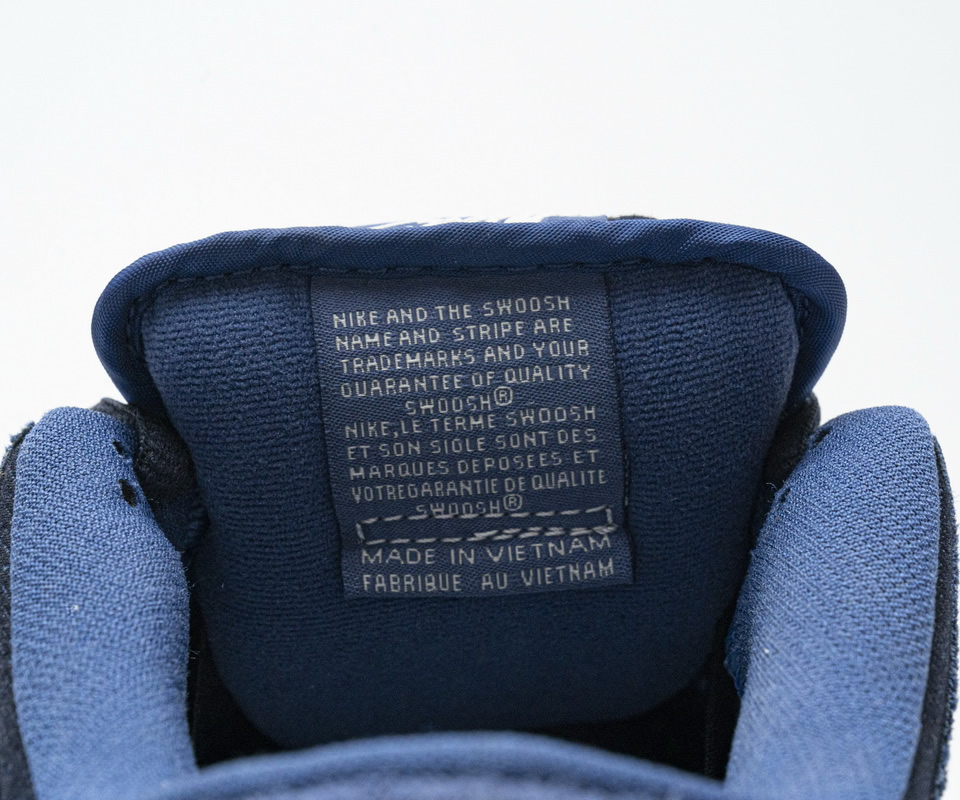 NIKE AND THE SWOOSH
NAME AND STRIPE ARE
TRADEMARKS AND YOUR
GUARANTEE OF QUALITY
SWOOSH®
NIKE, LE TERME SWOOSH
ET SON SIGLE SONT DES
MARQUES DEPOSEES ET
VOTREGARANTIE DE QUALITE
SWOOSH®
MADE IN VIETNAM
FABRIQUE AU VIETNAM